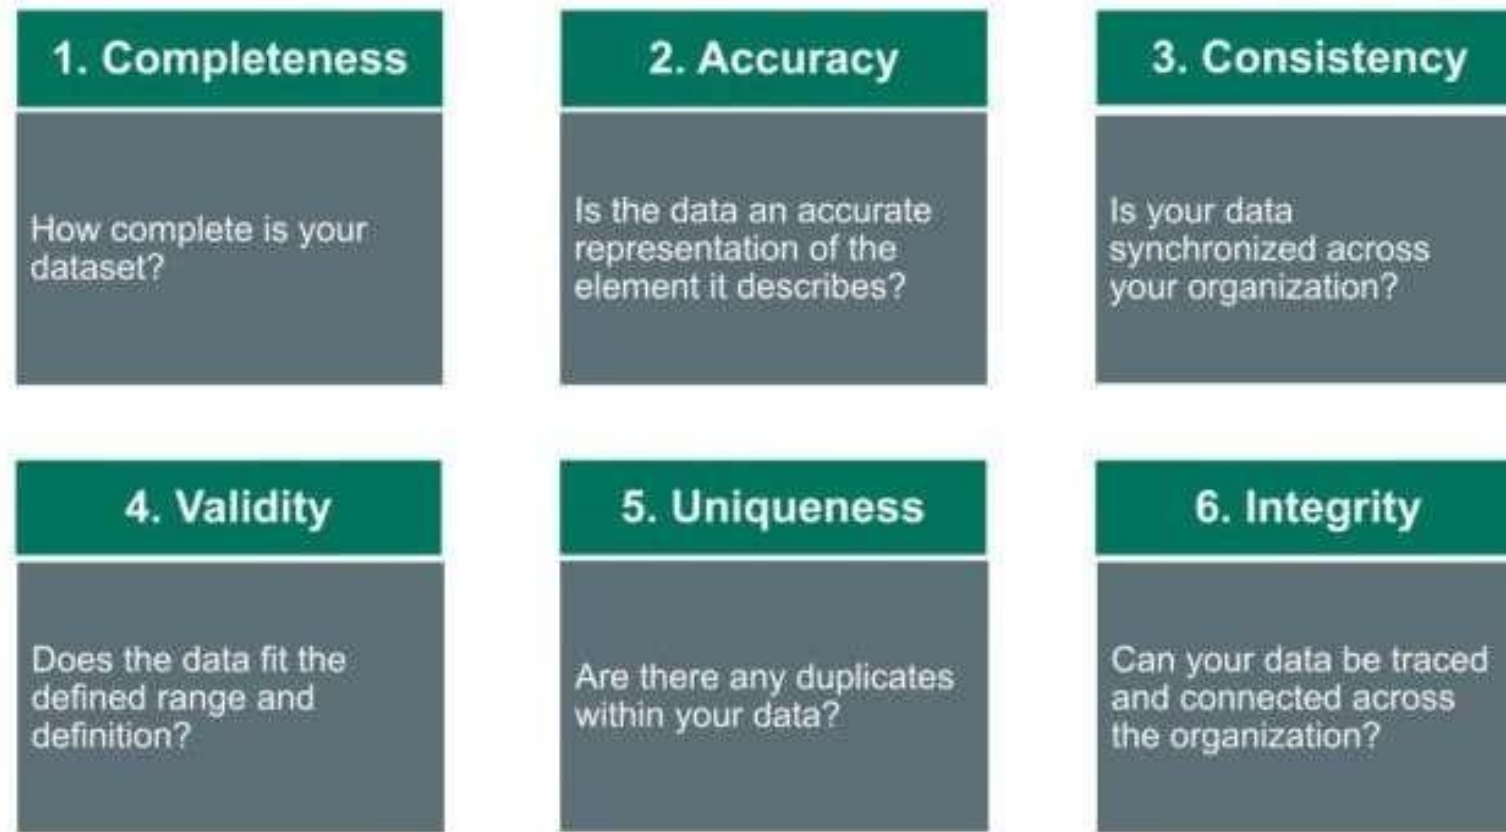 1. Completeness
How complete is your
dataset?
2. Accuracy
Is the data an accurate
representation of the
element it describes?
3. Consistency
Is your data
synchronized across
your organization?
4. Validity
Does the data fit the
defined range and
definition?
5. Uniqueness
Are there any duplicates
within your data?
6. Integrity
Can your data be traced
and connected across
the organization?